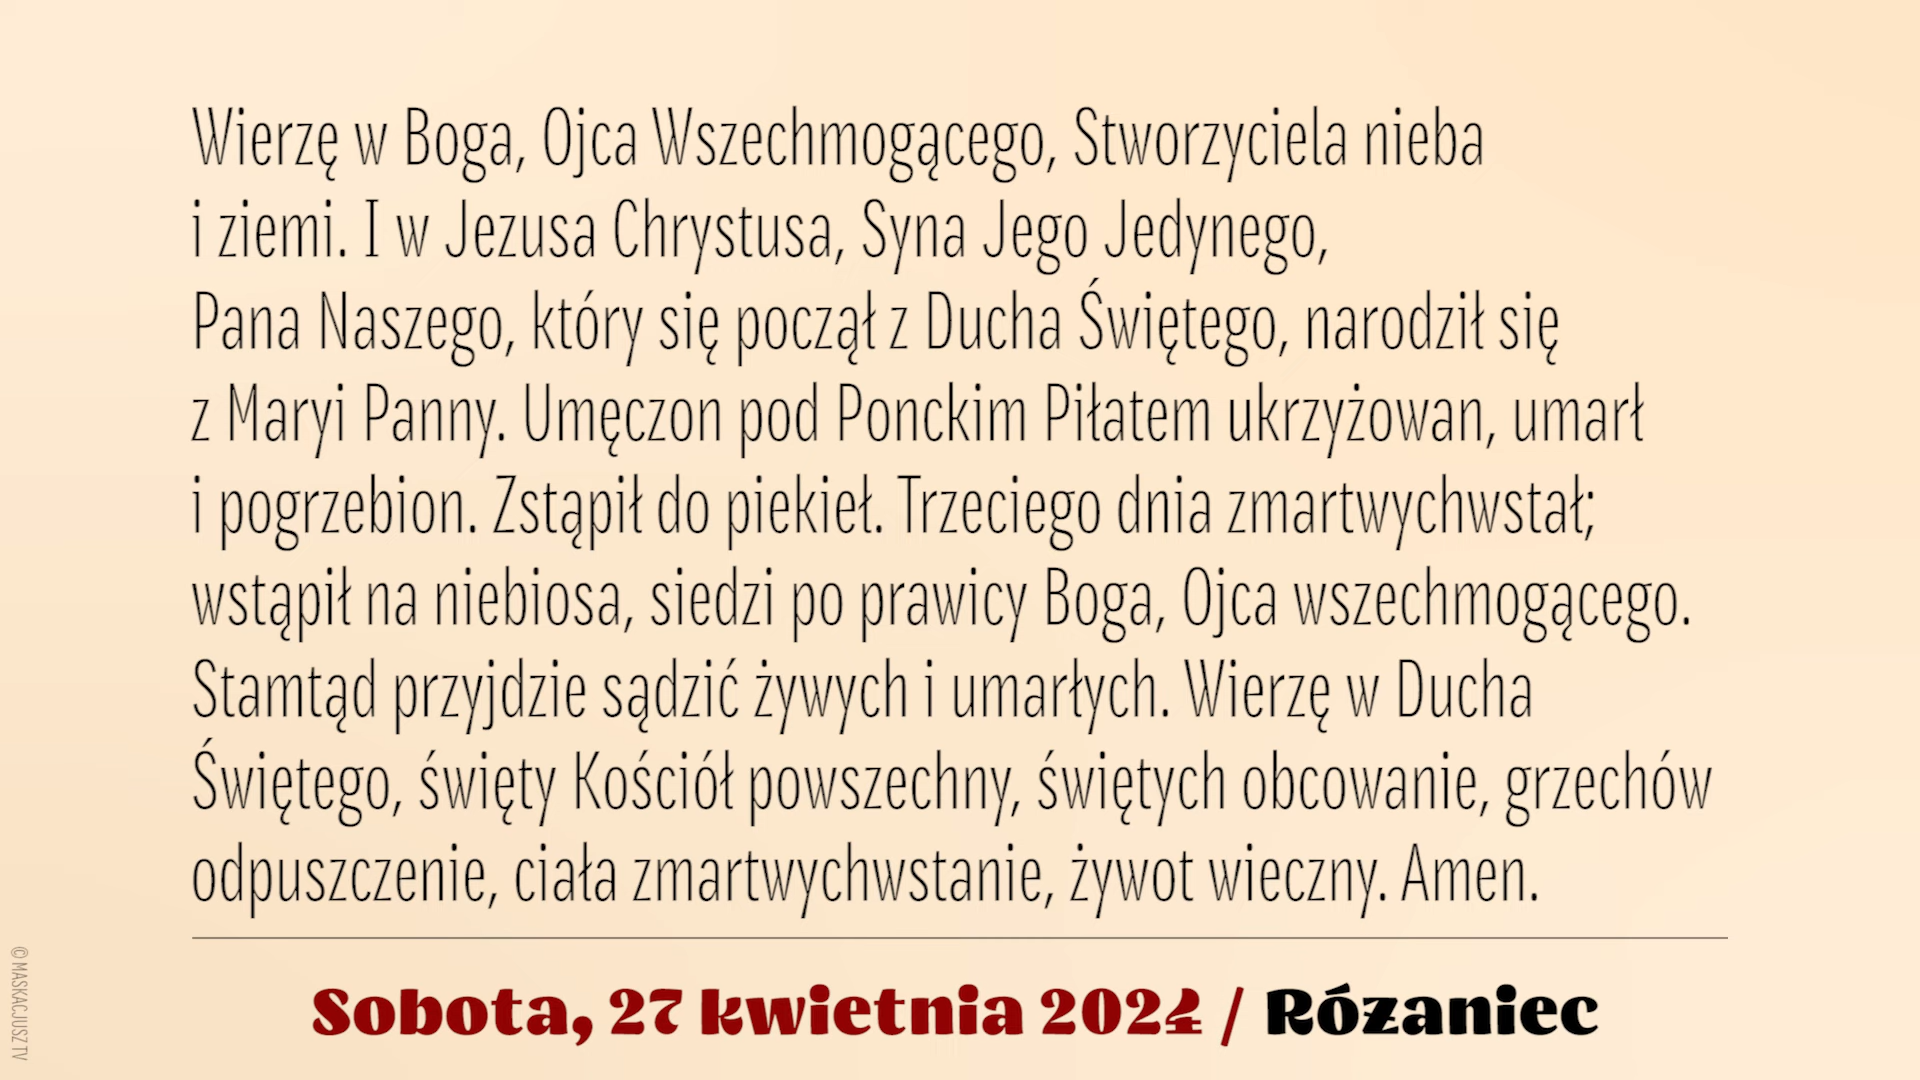 Wierzę w Boga, Ojca Wszechmogącego, Stworzyciela nieba
i ziemi. I w Jezusa Chrystusa, Syna Jego Jedynego,
Pana Naszego, który się począł z Ducha Świętego, narodził się
z Maryi Panny. Umęczon pod Ponckim Piłatem ukrzyżowan, umarł
i pogrzebion. Zstąpił do piekieł. Trzeciego dnia zmartwychwstał;
wstąpił na niebiosa, siedzi po prawicy Boga, Ojca wszechmogącego.
Stamtąd przyjdzie sądzić żywych i umarłych. Wierzę w Ducha
Świętego, święty Kościół powszechny, świętych obcowanie, grzechów
odpuszczenie, ciała zmartwychwstanie, żywot wieczny. Amen.
Sobota, 27 kwietnia 2024 / Różaniec
© MASKACJUSZ TV